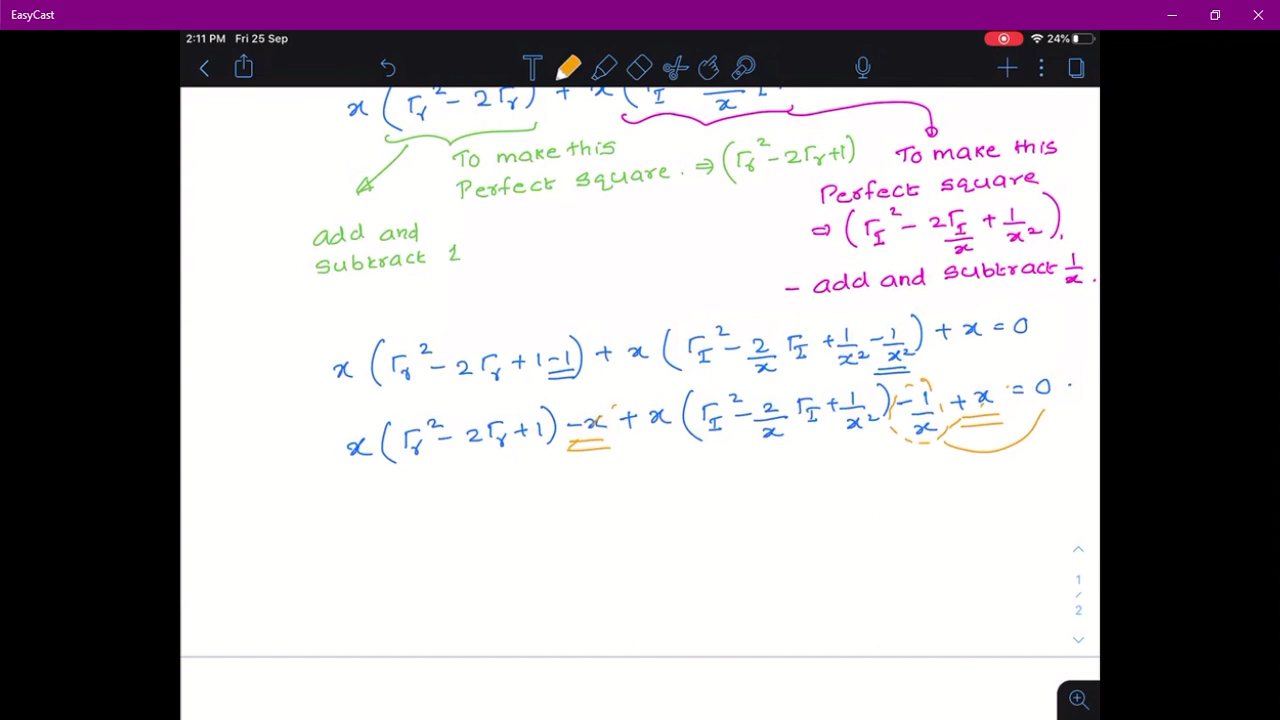 EasyCast
2:11 PM Fri 25 Sep
24%
x(Γr² - 2Γr) + x(ΓI
To make this
Perfect square. ⇒ (Γr² - 2Γr+1)
add and
subtract 1
To make this
Perfect square
⇒ (ΓI² - 2ΓI/x + 1/x²),
- add and subtract 1/x.
x(Γr² - 2Γr + 1 - 1) + x(ΓI² - 2/x ΓI + 1/x² - 1/x²) + x = 0
x(Γr² - 2Γr + 1) - x + x(ΓI² - 2/x ΓI + 1/x²) - 1/x + x = 0.
1
/
2